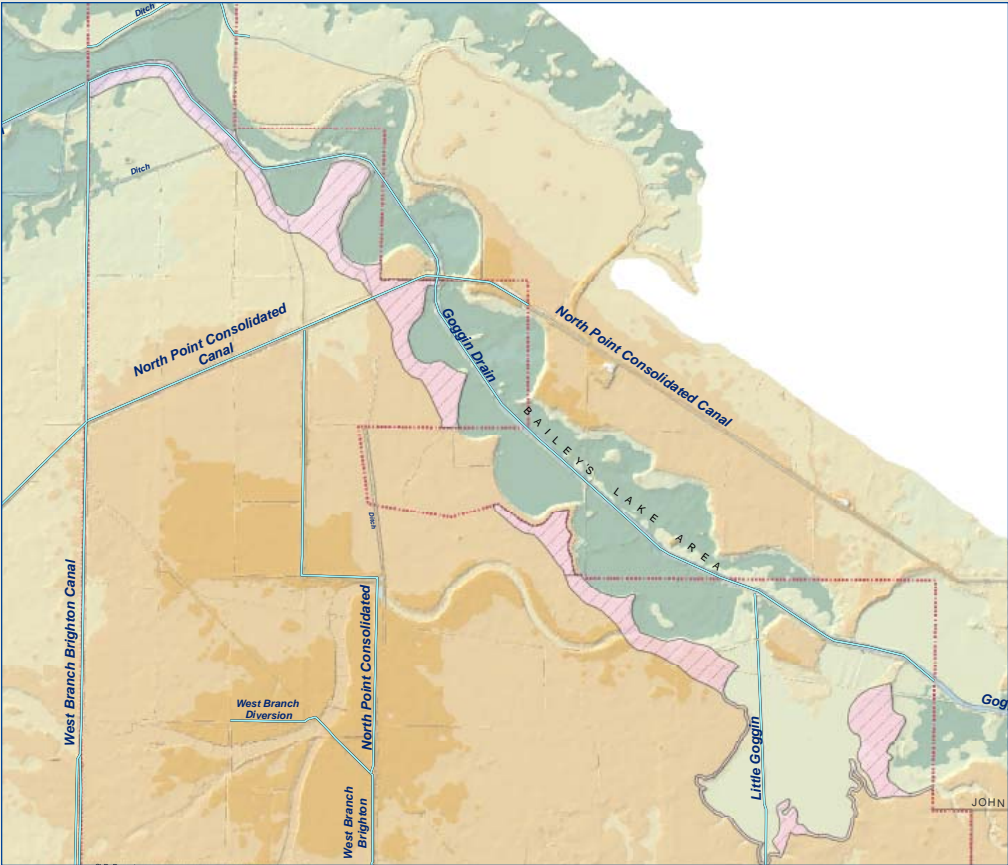 Ditch
Ditch
North Point Consolidated
Canal
Goggin Drain
North Point Consolidated Canal
BAILEY'S LAKE AREA
Ditch
West Branch Brighton Canal
North Point Consolidated
West Branch
Diversion
West Branch
Brighton
Little Goggin
Gog
JOHN